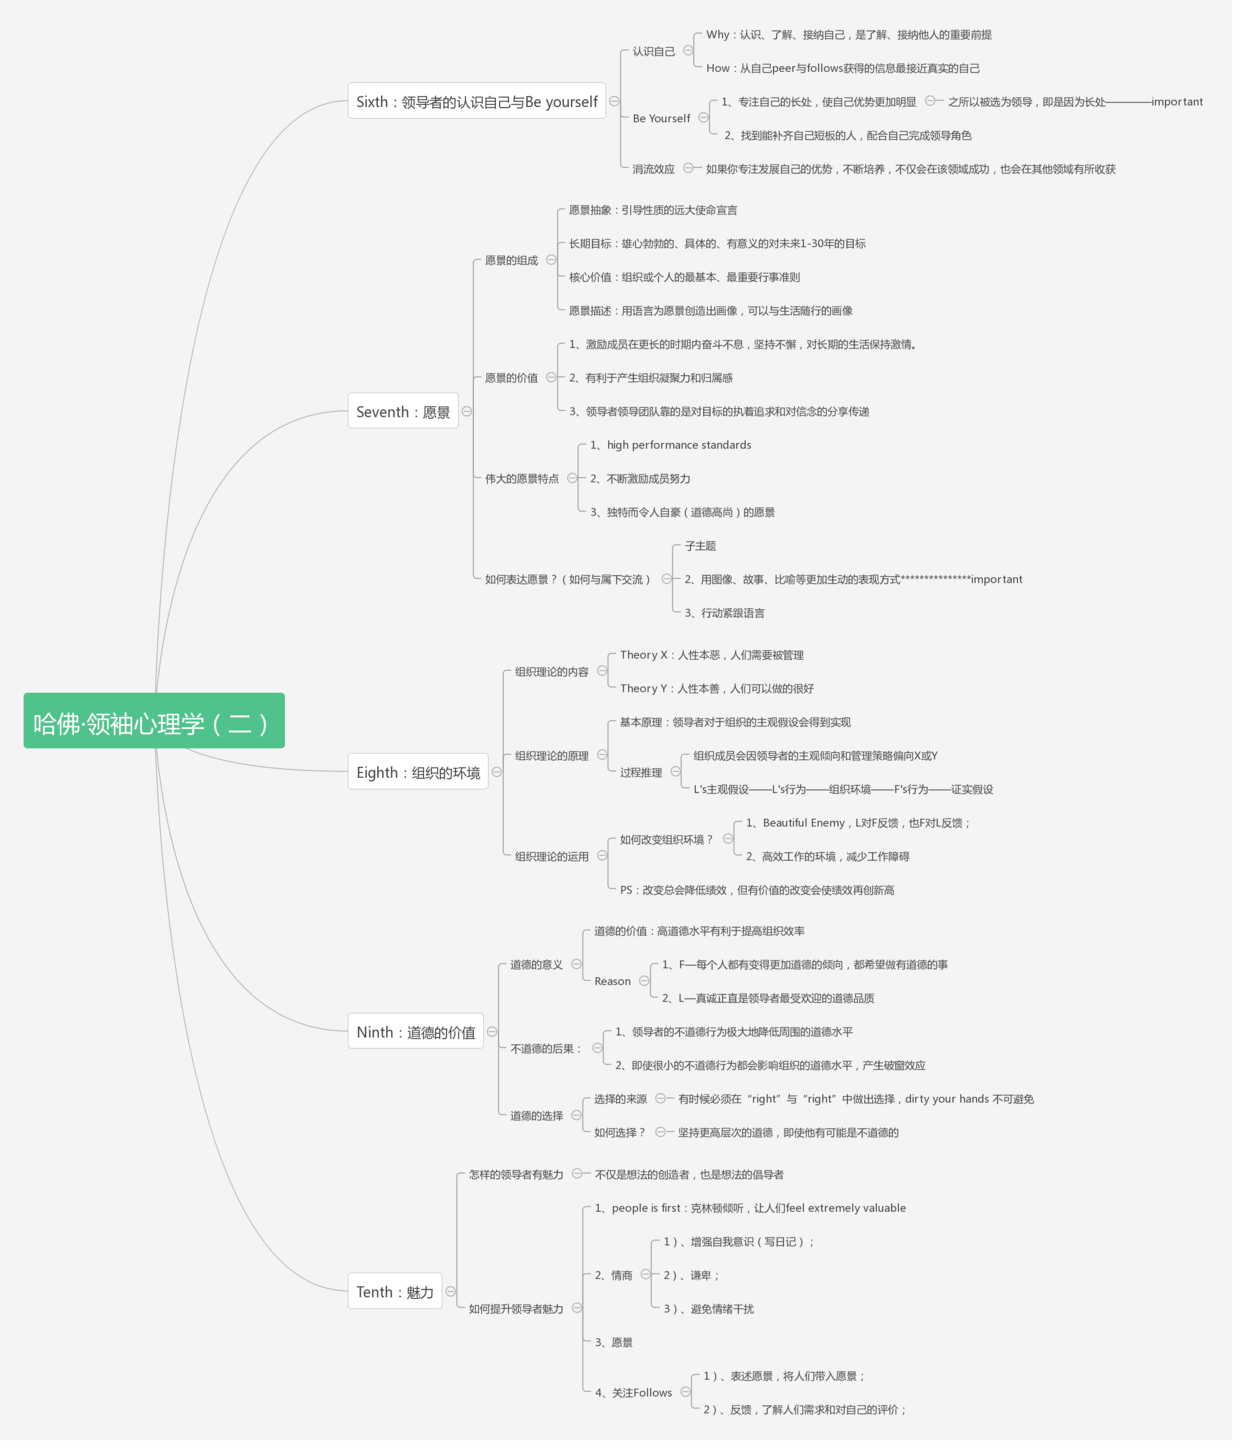 哈佛·领袖心理学（二）
Sixth：领导者的认识自己与Be yourself
认识自己
Why：认识、了解、接纳自己，是了解、接纳他人的重要前提
How：从自己peer与follows获得的信息最接近真实的自己
Be Yourself
1、专注自己的长处，使自己优势更加明显
之所以被选为领导，即是因为长处————important
2、找到能补齐自己短板的人，配合自己完成领导角色
涓流效应
如果你专注发展自己的优势，不断培养，不仅会在该领域成功，也会在其他领域有所收获
Seventh：愿景
愿景的组成
愿景抽象：引导性质的远大使命宣言
长期目标：雄心勃勃的、具体的、有意义的对未来1-30年的目标
核心价值：组织或个人的最基本、最重要行事准则
愿景描述：用语言为愿景创造出画像，可以与生活随行的画像
愿景的价值
1、激励成员在更长的时期内奋斗不息，坚持不懈，对长期的生活保持激情。
2、有利于产生组织凝聚力和归属感
3、领导者领导团队靠的是对目标的执着追求和对信念的分享传递
伟大的愿景特点
1、high performance standards
2、不断激励成员努力
3、独特而令人自豪（道德高尚）的愿景
如何表达愿景？（如何与属下交流）
子主题
2、用图像、故事、比喻等更加生动的表现方式***************important
3、行动紧跟语言
Eighth：组织的环境
组织理论的内容
Theory X：人性本恶，人们需要被管理
Theory Y：人性本善，人们可以做的很好
组织理论的原理
基本原理：领导者对于组织的主观假设会得到实现
过程推理
组织成员会因领导者的主观倾向和管理策略偏向X或Y
L's主观假设——L's行为——组织环境——F's行为——证实假设
组织理论的运用
如何改变组织环境？
1、Beautiful Enemy，L对F反馈，也F对L反馈；
2、高效工作的环境，减少工作障碍
PS：改变总会降低绩效，但有价值的改变会使绩效再创新高
Ninth：道德的价值
道德的意义
道德的价值：高道德水平有利于提高组织效率
Reason
1、F—每个人都有变得更加道德的倾向，都希望做有道德的事
2、L—真诚正直是领导者最受欢迎的道德品质
不道德的后果：
1、领导者的不道德行为极大地降低周围的道德水平
2、即使很小的不道德行为都会影响组织的道德水平，产生破窗效应
道德的选择
选择的来源
有时候必须在“right”与“right”中做出选择，dirty your hands 不可避免
如何选择？
坚持更高层次的道德，即使他有可能是不道德的
Tenth：魅力
怎样的领导者有魅力
不仅是想法的创造者，也是想法的倡导者
如何提升领导者魅力
1、people is first：克林顿倾听，让人们feel extremely valuable
2、情商
1）、增强自我意识（写日记）；
2）、谦卑；
3）、避免情绪干扰
3、愿景
4、关注Follows
1）、表述愿景，将人们带入愿景；
2）、反馈，了解人们需求和对自己的评价；